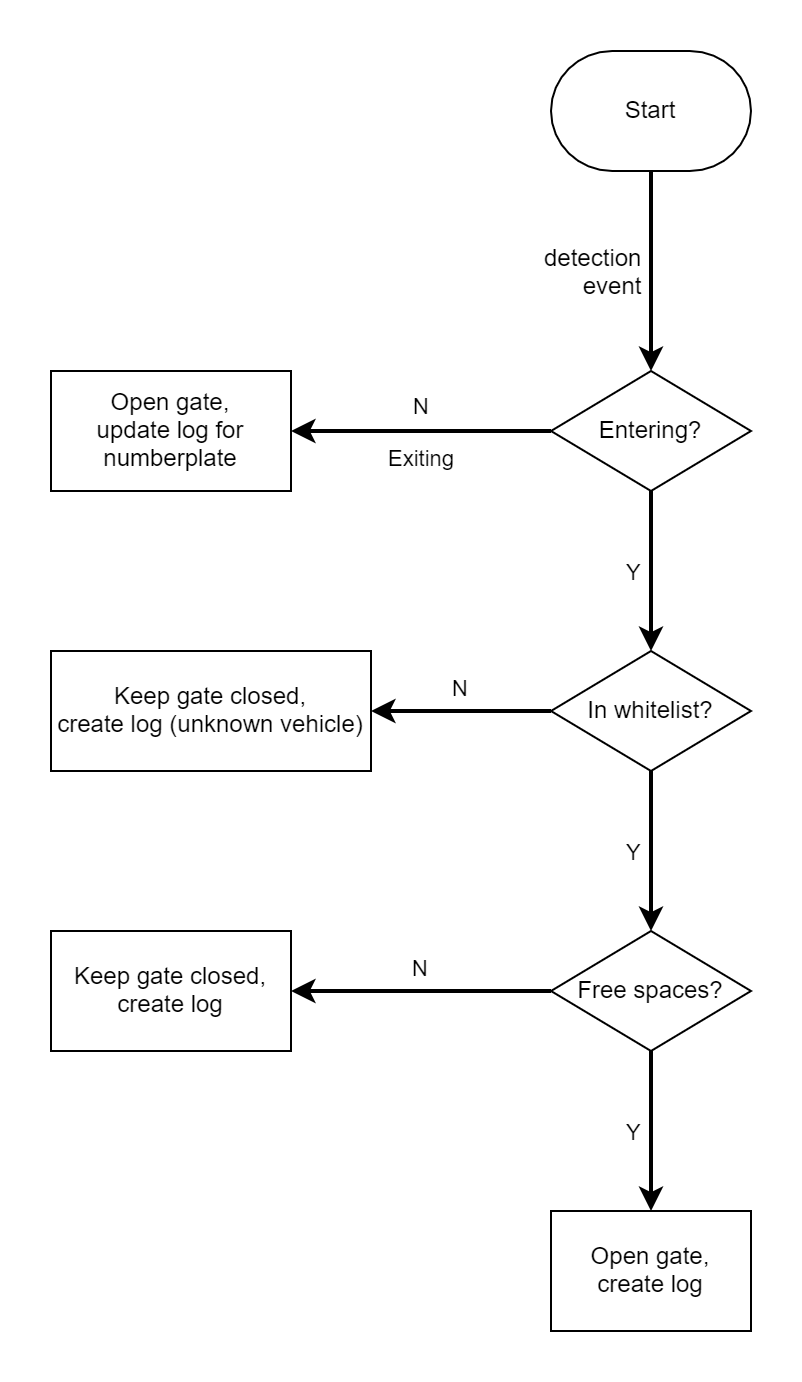 Start
detection
event
Entering?
N
Exiting
Open gate,
update log for
numberplate
Y
In whitelist?
N
Keep gate closed,
create log (unknown vehicle)
Y
Free spaces?
N
Keep gate closed,
create log
Y
Open gate,
create log